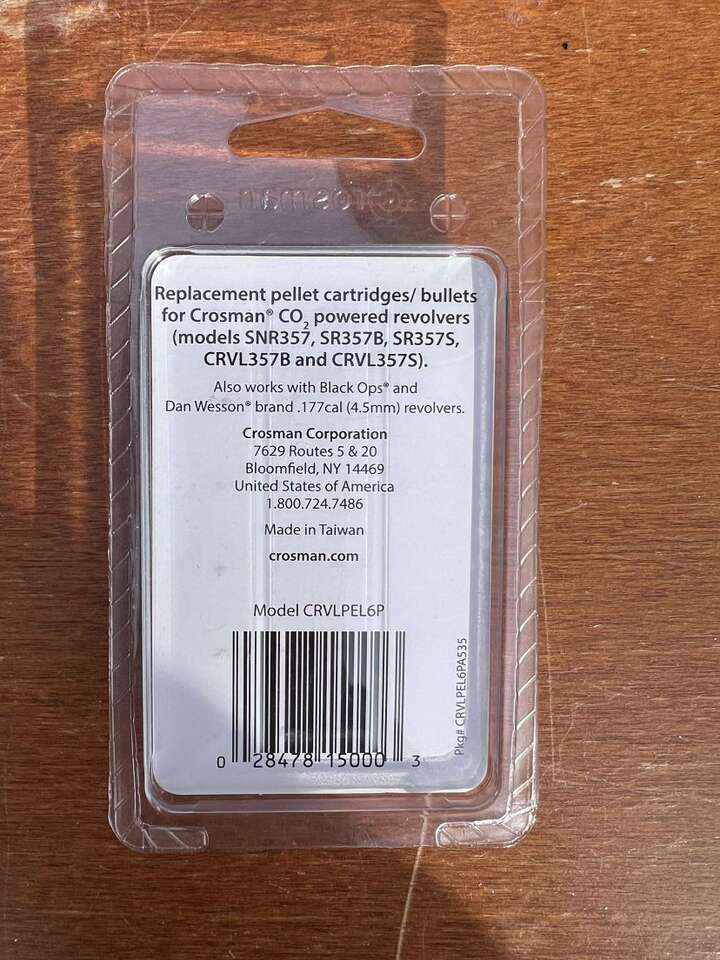 crosman
Replacement pellet cartridges/ bullets
for Crosman® CO2 powered revolvers
(models SNR357, SR357B, SR357S,
CRVL357B and CRVL357S).
Also works with Black Ops® and
Dan Wesson® brand .177cal (4.5mm) revolvers.
Crosman Corporation
7629 Routes 5 & 20
Bloomfield, NY 14469
United States of America
1.800.724.7486
Made in Taiwan
crosman.com
Model CRVLPEL6P
Pkg# CRVLPEL6PA535
0 28478 15000 3